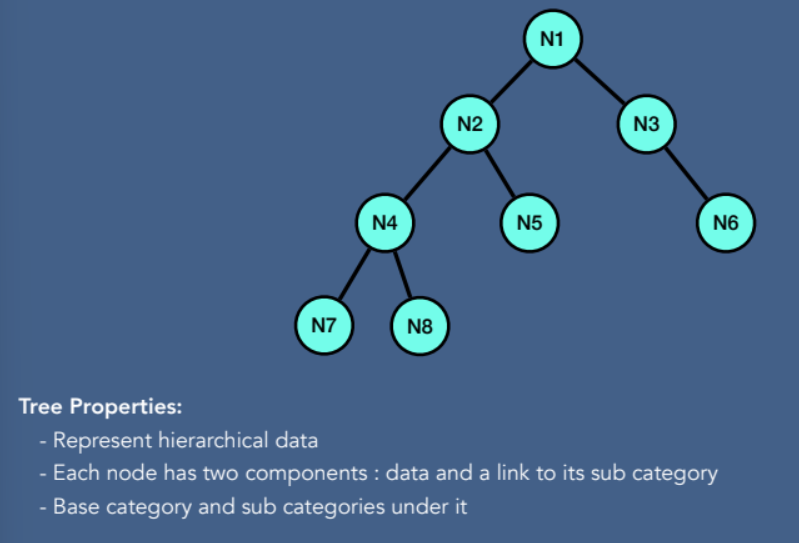 N1
N2
N3
N4
N5
N6
N7
N8
Tree Properties:
- Represent hierarchical data
- Each node has two components : data and a link to its sub category
- Base category and sub categories under it